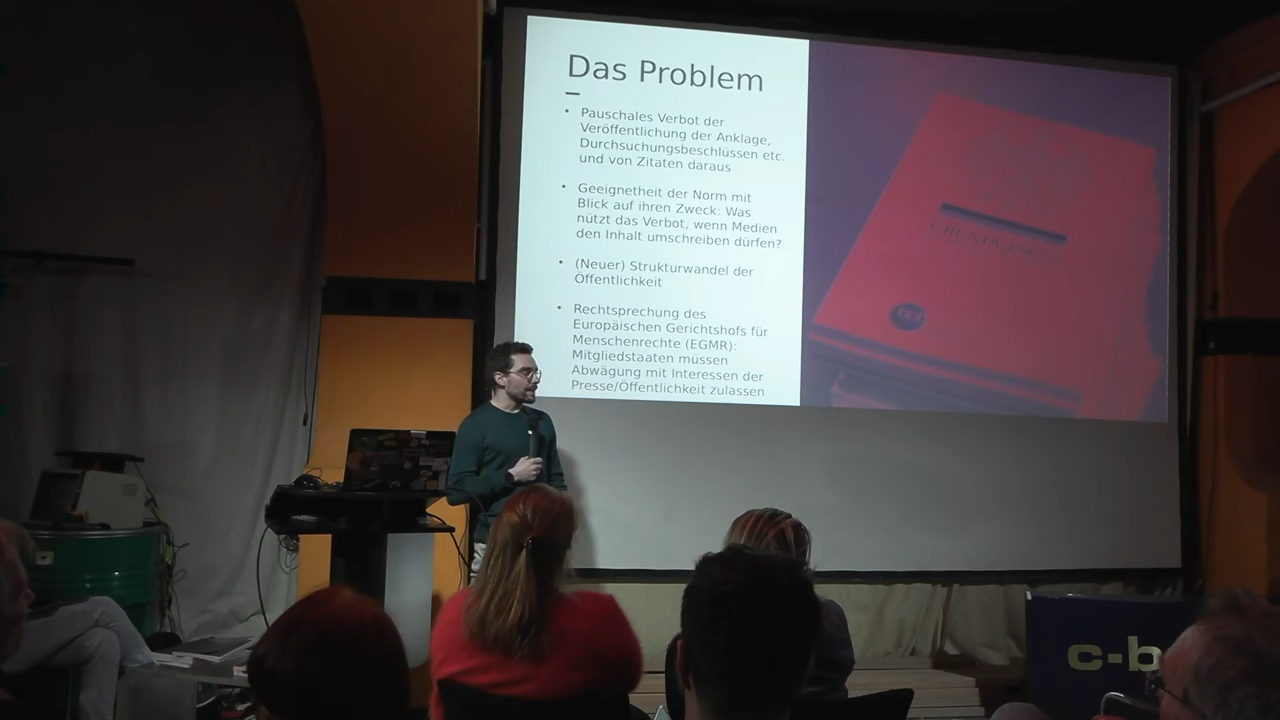 Das Problem
• Pauschales Verbot der
Veröffentlichung der Anklage,
Durchsuchungsbeschlüssen etc.
und von Zitaten daraus
• Geeignetheit der Norm mit
Blick auf ihren Zweck: Was
nützt das Verbot, wenn Medien
den Inhalt umschreiben dürfen?
• (Neuer) Strukturwandel der
Öffentlichkeit
• Rechtsprechung des
Europäischen Gerichtshofs für
Menschenrechte (EGMR):
Mitgliedstaaten müssen
Abwägung mit Interessen der
Presse/Öffentlichkeit zulassen
GRUNDGESETZ
c-b